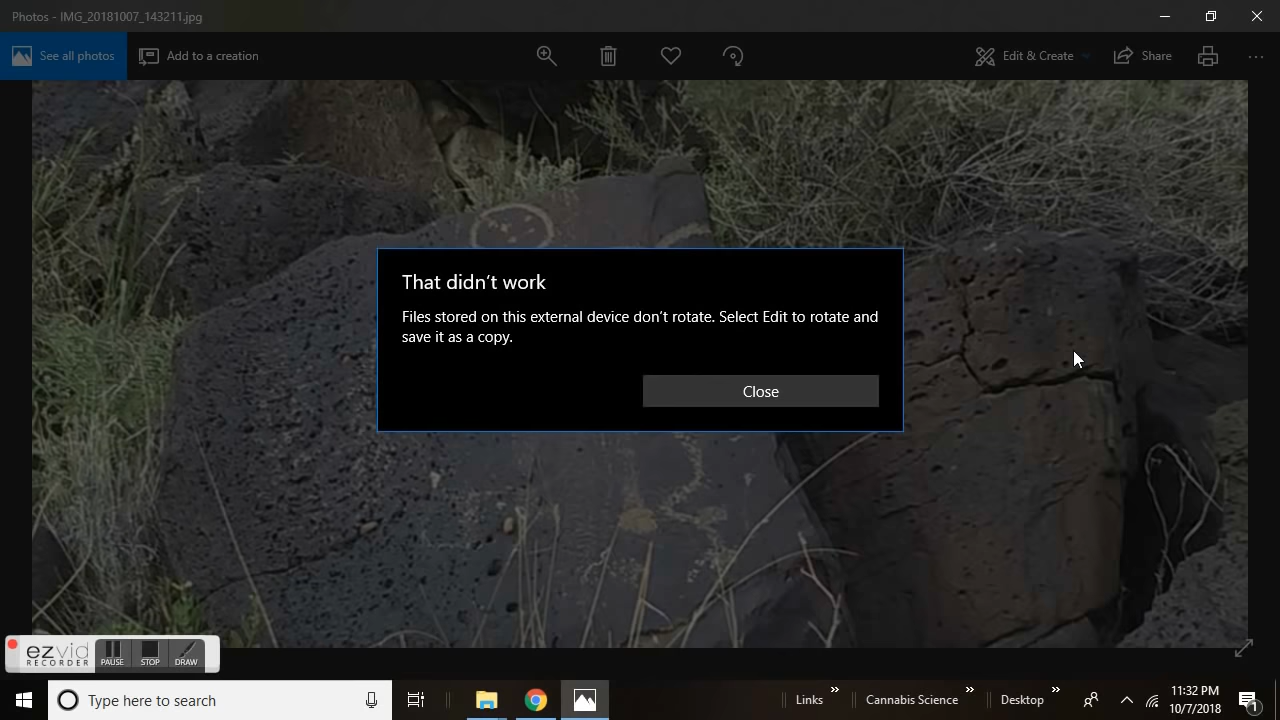 Photos - IMG_20181007_143211.jpg
See all photos
Add to a creation
Edit & Create
Share
That didn't work
Files stored on this external device don't rotate. Select Edit to rotate and
save it as a copy.
Close
ezvid
RECORDER
PAUSE
STOP
DRAW
Type here to search
Links
Cannabis Science
Desktop
11:32 PM
10/7/2018
1